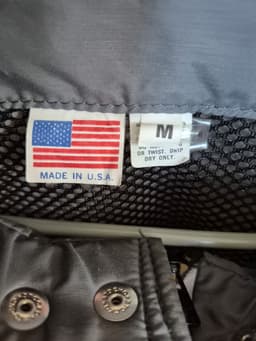 MADE IN U.S.A.
M
OR TWIST. DRIP
DRY ONLY.